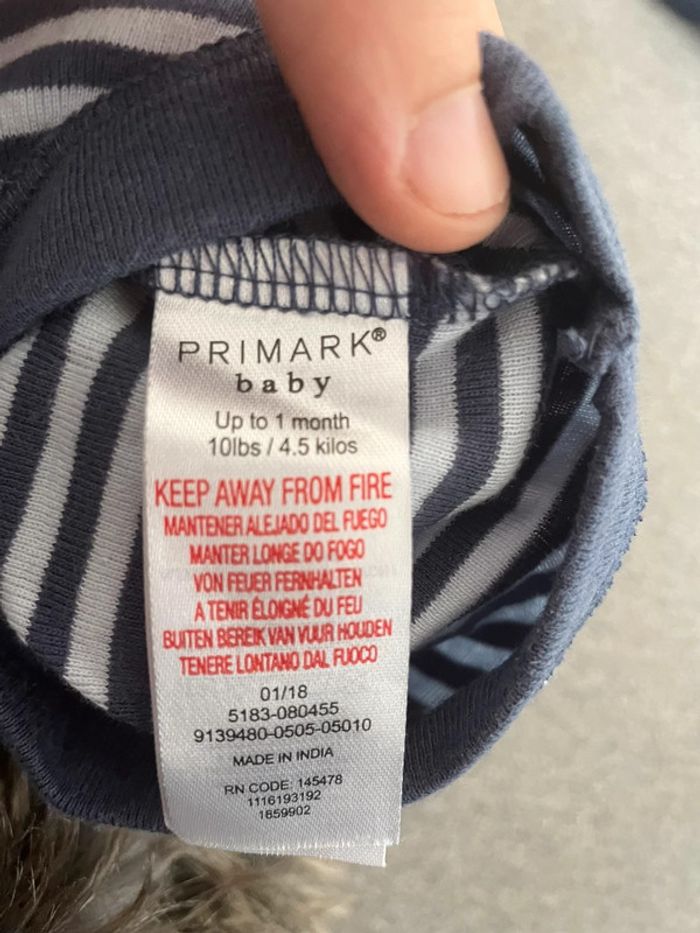 PRIMARK®
baby
Up to 1 month
10lbs / 4.5 kilos
KEEP AWAY FROM FIRE
MANTENER ALEJADO DEL FUEGO
MANTER LONGE DO FOGO
VON FEUER FERNHALTEN
A TENIR ÉLOIGNÉ DU FEU
BUITEN BEREIK VAN VUUR HOUDEN
TENERE LONTANO DAL FUOCO
01/18
5183-080455
9139480-0505-05010
MADE IN INDIA
RN CODE: 145478
1116193192
1659902